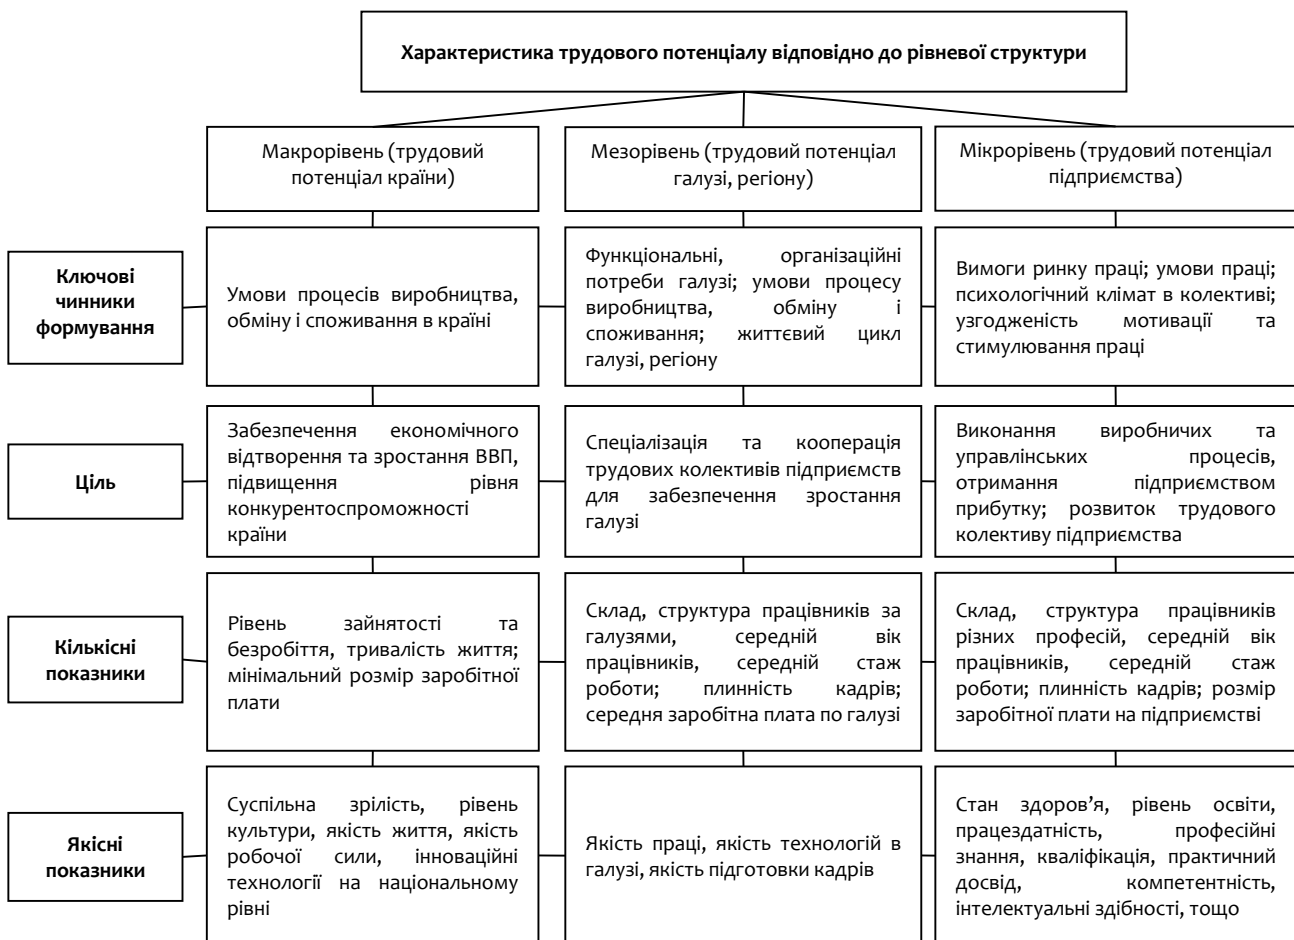 Характеристика трудового потенціалу відповідно до рівневої структури
Макрорівень (трудовий
потенціал країни)
Мезорівень (трудовий потенціал
галузі, регіону)
Мікрорівень (трудовий потенціал
підприємства)
Ключові
чинники
формування
Умови процесів виробництва,
обміну і споживання в країні
Функціональні, організаційні
потреби галузі; умови процесу
виробництва, обміну і
споживання; життєвий цикл
галузі, регіону
Вимоги ринку праці; умови праці;
психологічний клімат в колективі;
узгодженість мотивації та
стимулювання праці
Ціль
Забезпечення економічного
відтворення та зростання ВВП,
підвищення рівня
конкурентоспроможності
країни
Спеціалізація та кооперація
трудових колективів підприємств
для забезпечення зростання
галузі
Виконання виробничих та
управлінських процесів,
отримання підприємством
прибутку; розвиток трудового
колективу підприємства
Кількісні
показники
Рівень зайнятості та
безробіття, тривалість життя;
мінімальний розмір заробітної
плати
Склад, структура працівників за
галузями, середній вік
працівників, середній стаж
роботи; плинність кадрів;
середня заробітна плата по галузі
Склад, структура працівників
різних професій, середній вік
працівників, середній стаж
роботи; плинність кадрів; розмір
заробітної плати на підприємстві
Якісні
показники
Суспільна зрілість, рівень
культури, якість життя, якість
робочої сили, інноваційні
технології на національному
рівні
Якість праці, якість технологій в
галузі, якість підготовки кадрів
Стан здоров’я, рівень освіти,
працездатність, професійні
знання, кваліфікація, практичний
досвід, компетентність,
інтелектуальні здібності, тощо